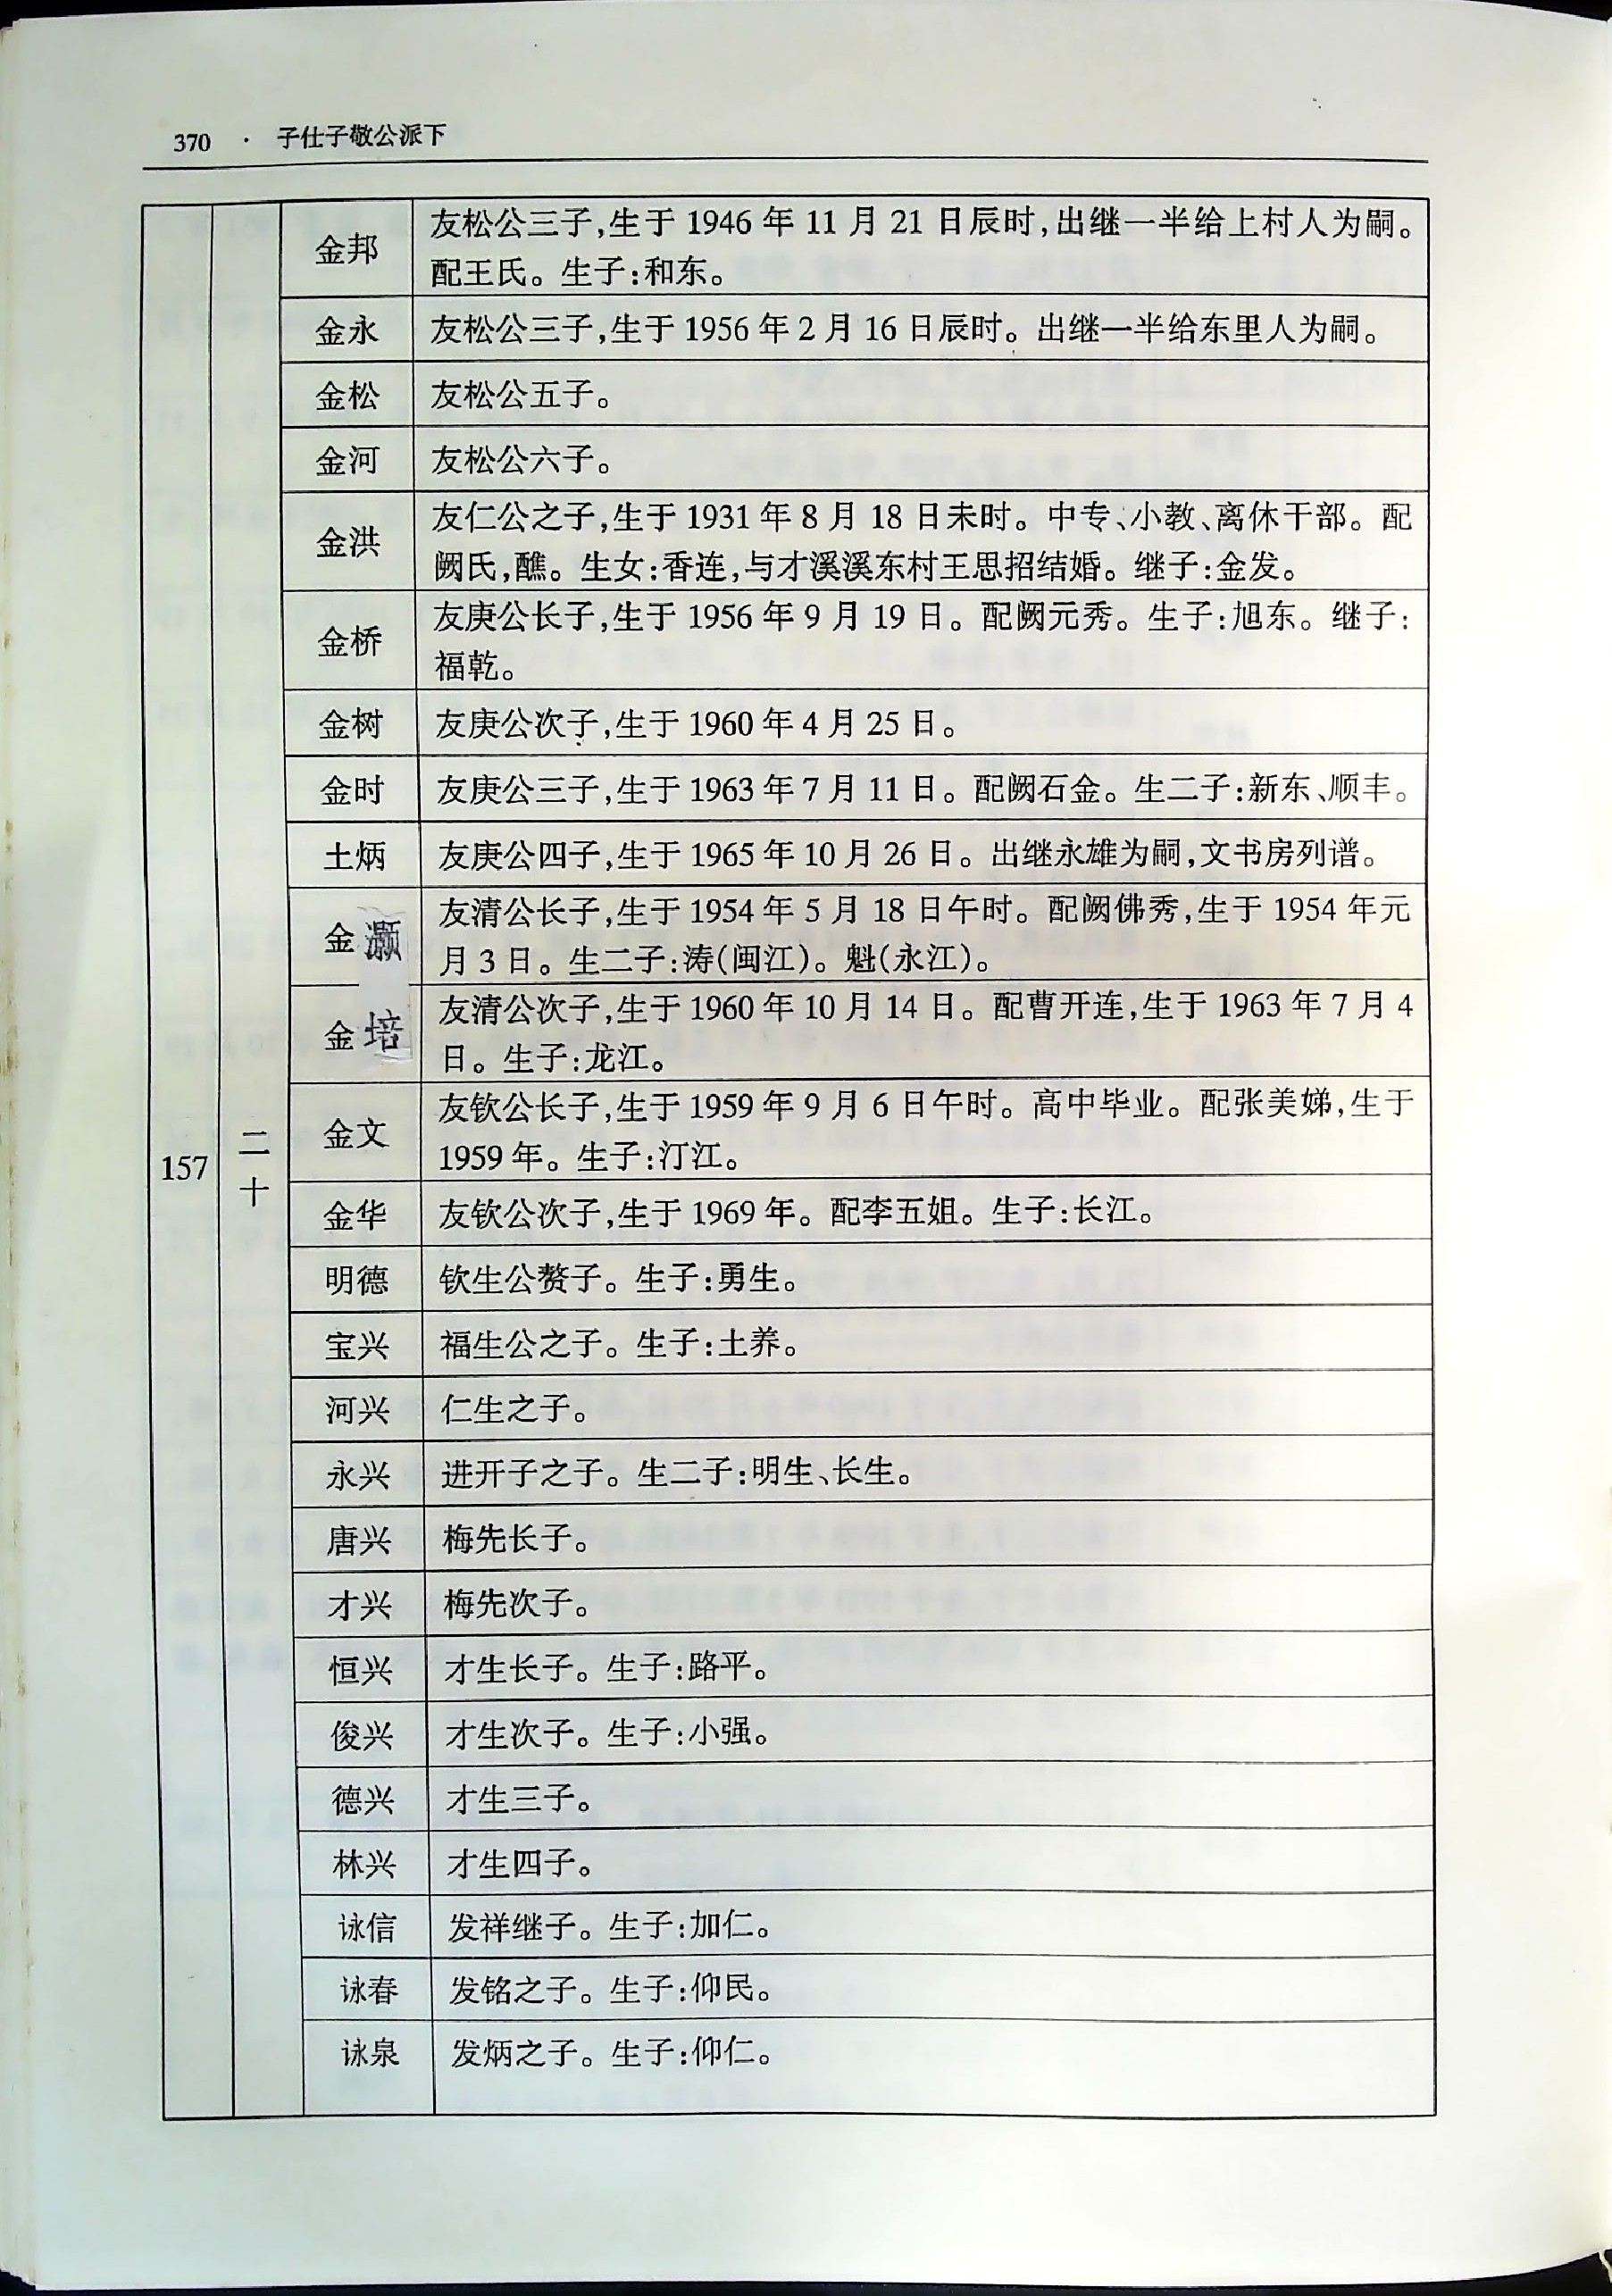 370 · 子仕子敬公派下
157
二十
金邦
友松公三子,生于 1946 年 11 月 21 日辰时,出继一半给上村人为嗣。
配王氏。生子:和东。
金永
友松公三子,生于 1956 年 2 月 16 日辰时。出继一半给东里人为嗣。
金松
友松公五子。
金河
友松公六子。
金洪
友仁公之子,生于 1931 年 8 月 18 日未时。中专、小教、离休干部。配
阙氏,醮。生女:香连,与才溪溪东村王思招结婚。继子:金发。
金桥
友庚公长子,生于 1956 年 9 月 19 日。配阙元秀。生子:旭东。继子:
福乾。
金树
友庚公次子,生于 1960 年 4 月 25 日。
金时
友庚公三子,生于 1963 年 7 月 11 日。配阙石金。生二子:新东、顺丰。
土炳
友庚公四子,生于 1965 年 10 月 26 日。出继永雄为嗣,文书房列谱。
金灏
友清公长子,生于 1954 年 5 月 18 日午时。配阙佛秀,生于 1954 年元
月 3 日。生二子:涛(闽江)。魁(永江)。
金培
友清公次子,生于 1960 年 10 月 14 日。配曹开连,生于 1963 年 7 月 4
日。生子:龙江。
金文
友钦公长子,生于 1959 年 9 月 6 日午时。高中毕业。配张美娣,生于
1959 年。生子:汀江。
金华
友钦公次子,生于 1969 年。配李五姐。生子:长江。
明德
钦生公赘子。生子:勇生。
宝兴
福生公之子。生子:土养。
河兴
仁生之子。
永兴
进开子之子。生二子:明生、长生。
唐兴
梅先长子。
才兴
梅先次子。
恒兴
才生长子。生子:路平。
俊兴
才生次子。生子:小强。
德兴
才生三子。
林兴
才生四子。
咏信
发祥继子。生子:加仁。
咏春
发铭之子。生子:仰民。
咏泉
发炳之子。生子:仰仁。